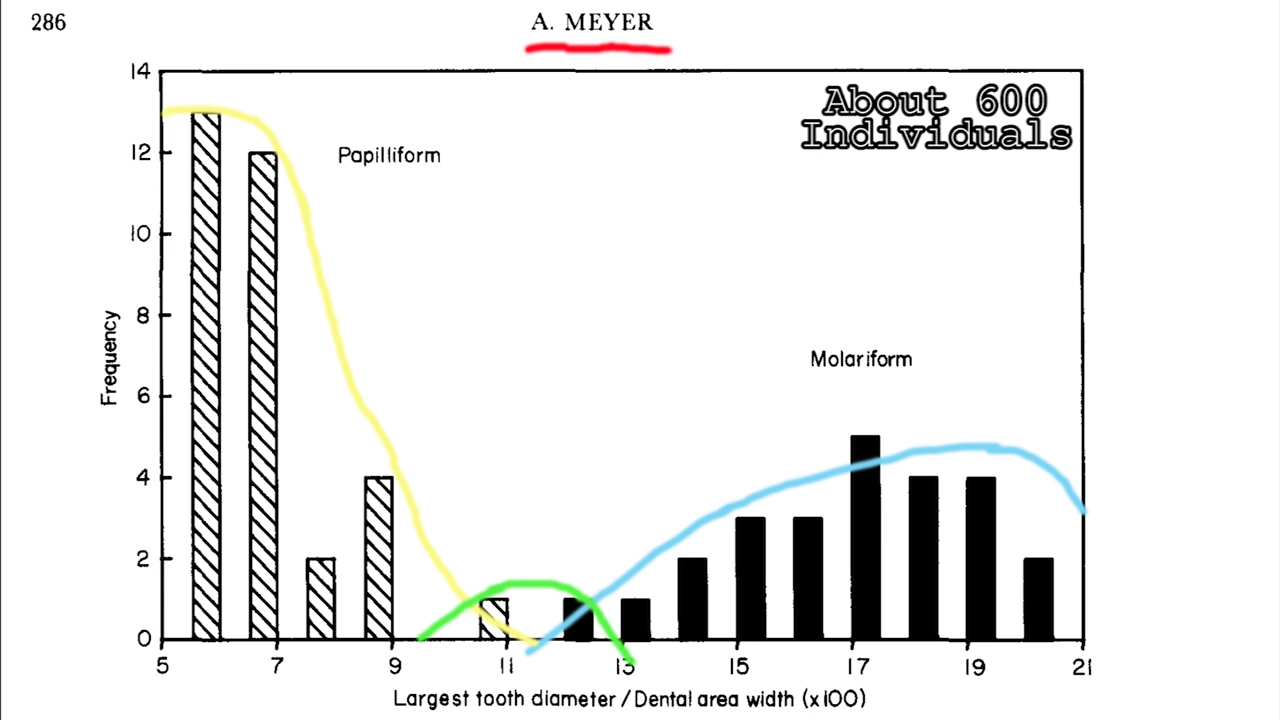 286
A. MEYER
14
About 600
Individuals
12
Papilliform
10
8
Frequency
Molariform
6
4
2
0
5 7 9 11 13 15 17 19 21
Largest tooth diameter / Dental area width (x 100)